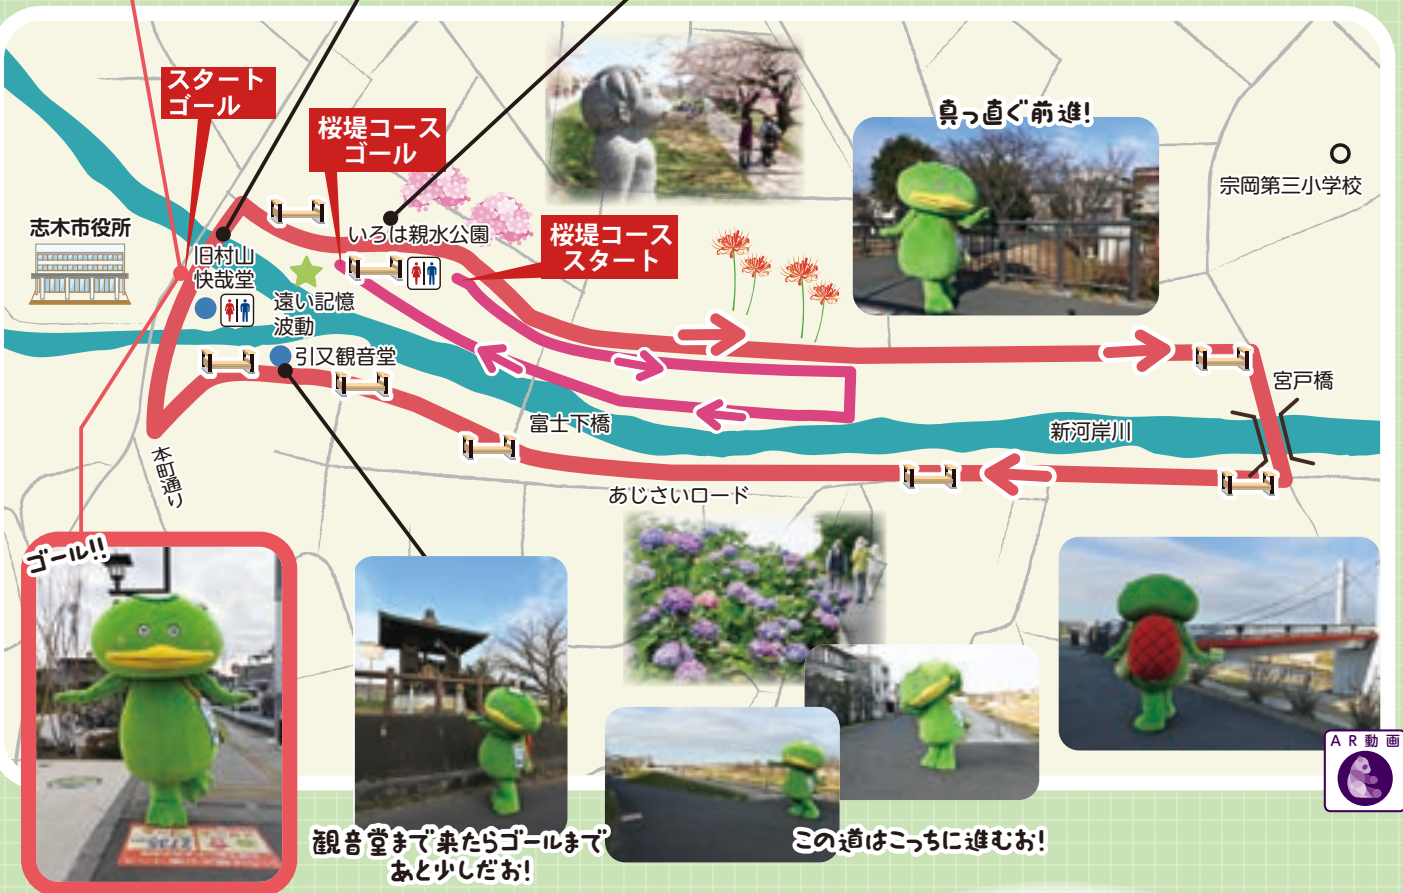 スタート
ゴール
桜堤コース
ゴール
真っ直ぐ前進!
宗岡第三小学校
志木市役所
いろは親水公園
桜堤コース
スタート
旧村山
快哉堂
遠い記憶
波動
引又観音堂
宮戸橋
富士下橋
新河岸川
本町通り
あじさいロード
ゴール!!
AR動画
観音堂まで来たらゴールまで
あと少しだお!
この道はこっちに進むお!